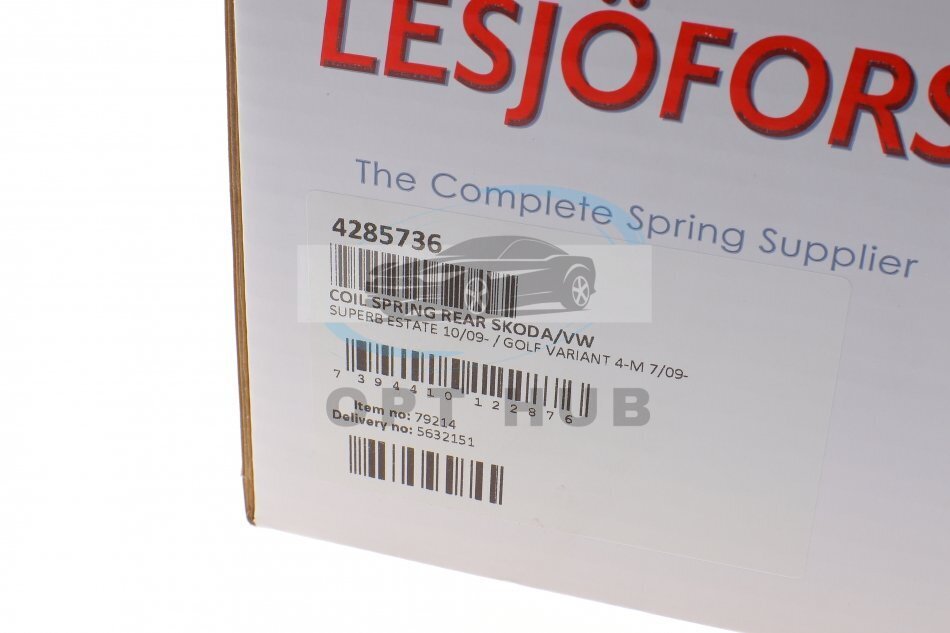 LESJÖFORS
The Complete Spring Supplier
4285736
COIL SPRING REAR SKODA/VW
SUPERB ESTATE 10/09- / GOLF VARIANT 4-M 7/09-
7 394410 122876
OPT HUB
Item no: 79214
Delivery no: 5632151